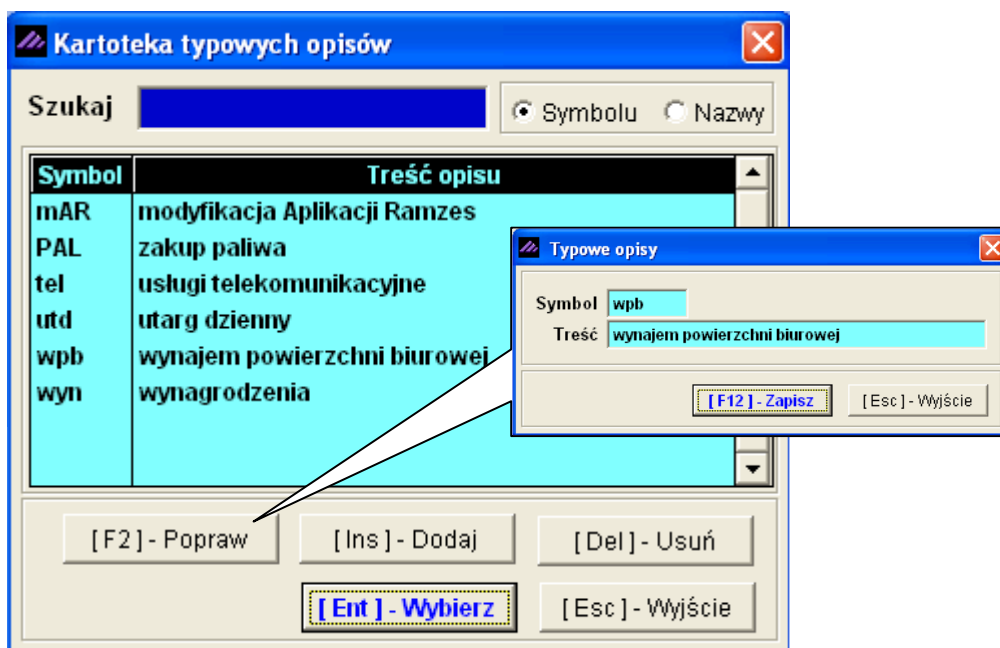 Kartoteka typowych opisów
Szukaj
Symbolu Nazwy
Symbol Treść opisu
mAR modyfikacja Aplikacji Ramzes
PAL zakup paliwa
tel usługi telekomunikacyjne
utd utarg dzienny
wpb wynajem powierzchni biurowej
wyn wynagrodzenia
Typowe opisy
Symbol wpb
Treść wynajem powierzchni biurowej
[ F12 ] - Zapisz [ Esc ] - Wyjście
[ F2 ] - Popraw [ Ins ] - Dodaj [ Del ] - Usuń
[ Ent ] - Wybierz [ Esc ] - Wyjście